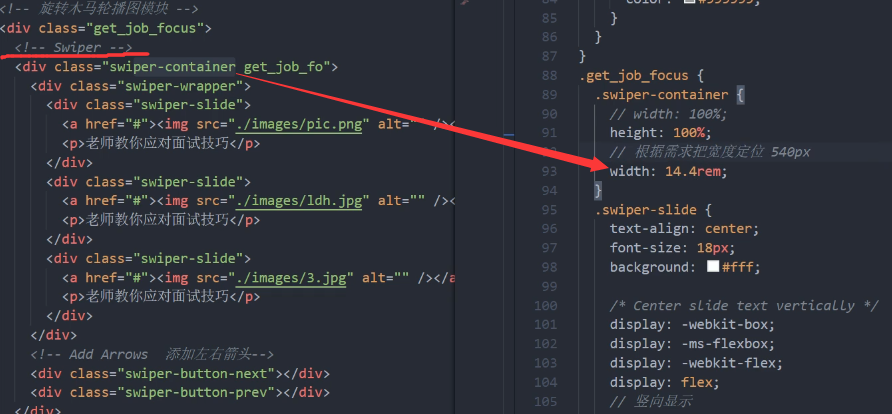 <!-- 旋转木马轮播图模块 -->
<div class="get_job_focus">
<!-- Swiper -->
<div class="swiper-container get_job_fo">
<div class="swiper-wrapper">
<div class="swiper-slide">
<a href="#"><img src="./images/pic.png" alt="" /><
<p>老师教你应对面试技巧</p>
</div>
<div class="swiper-slide">
<a href="#"><img src="./images/ldh.jpg" alt="" /><
<p>老师教你应对面试技巧</p>
</div>
<div class="swiper-slide">
<a href="#"><img src="./images/3.jpg" alt="" /></a
<p>老师教你应对面试技巧</p>
</div>
</div>
<!-- Add Arrows 添加左右箭头-->
<div class="swiper-button-next"></div>
<div class="swiper-button-prev"></div>
</div>
84 color: #999999;
85 }
86 }
87 }
88 .get_job_focus {
89 .swiper-container {
90 // width: 100%;
91 height: 100%;
92 // 根据需求把宽度定位 540px
93 width: 14.4rem;
94 }
95 .swiper-slide {
96 text-align: center;
97 font-size: 18px;
98 background: #fff;
99
100 /* Center slide text vertically */
101 display: -webkit-box;
102 display: -ms-flexbox;
103 display: -webkit-flex;
104 display: flex;
105 // 竖向显示